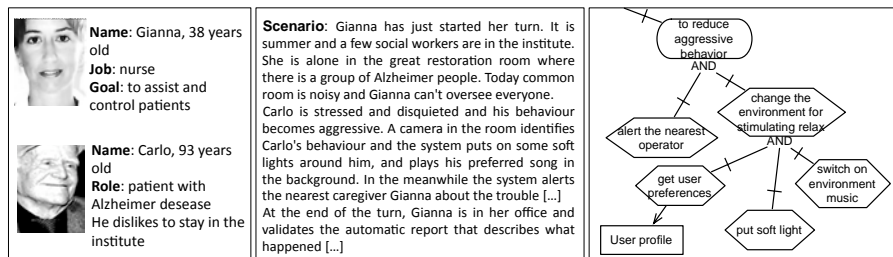 Name: Gianna, 38 years
old
Job: nurse
Goal: to assist and
control patients
Name: Carlo, 93 years
old
Role: patient with
Alzheimer desease
He dislikes to stay in the
institute
Scenario: Gianna has just started her turn. It is
summer and a few social workers are in the institute.
She is alone in the great restoration room where
there is a group of Alzheimer people. Today common
room is noisy and Gianna can't oversee everyone.
Carlo is stressed and disquieted and his behaviour
becomes aggressive. A camera in the room identifies
Carlo's behaviour and the system puts on some soft
lights around him, and plays his preferred song in
the background. In the meanwhile the system alerts
the nearest caregiver Gianna about the trouble [...]
At the end of the turn, Gianna is in her office and
validates the automatic report that describes what
happened [...]
to reduce
aggressive
behavior
AND
alert the nearest
operator
change the
environment for
stimulating relax
AND
get user
preferences
switch on
environment
music
put soft light
User profile